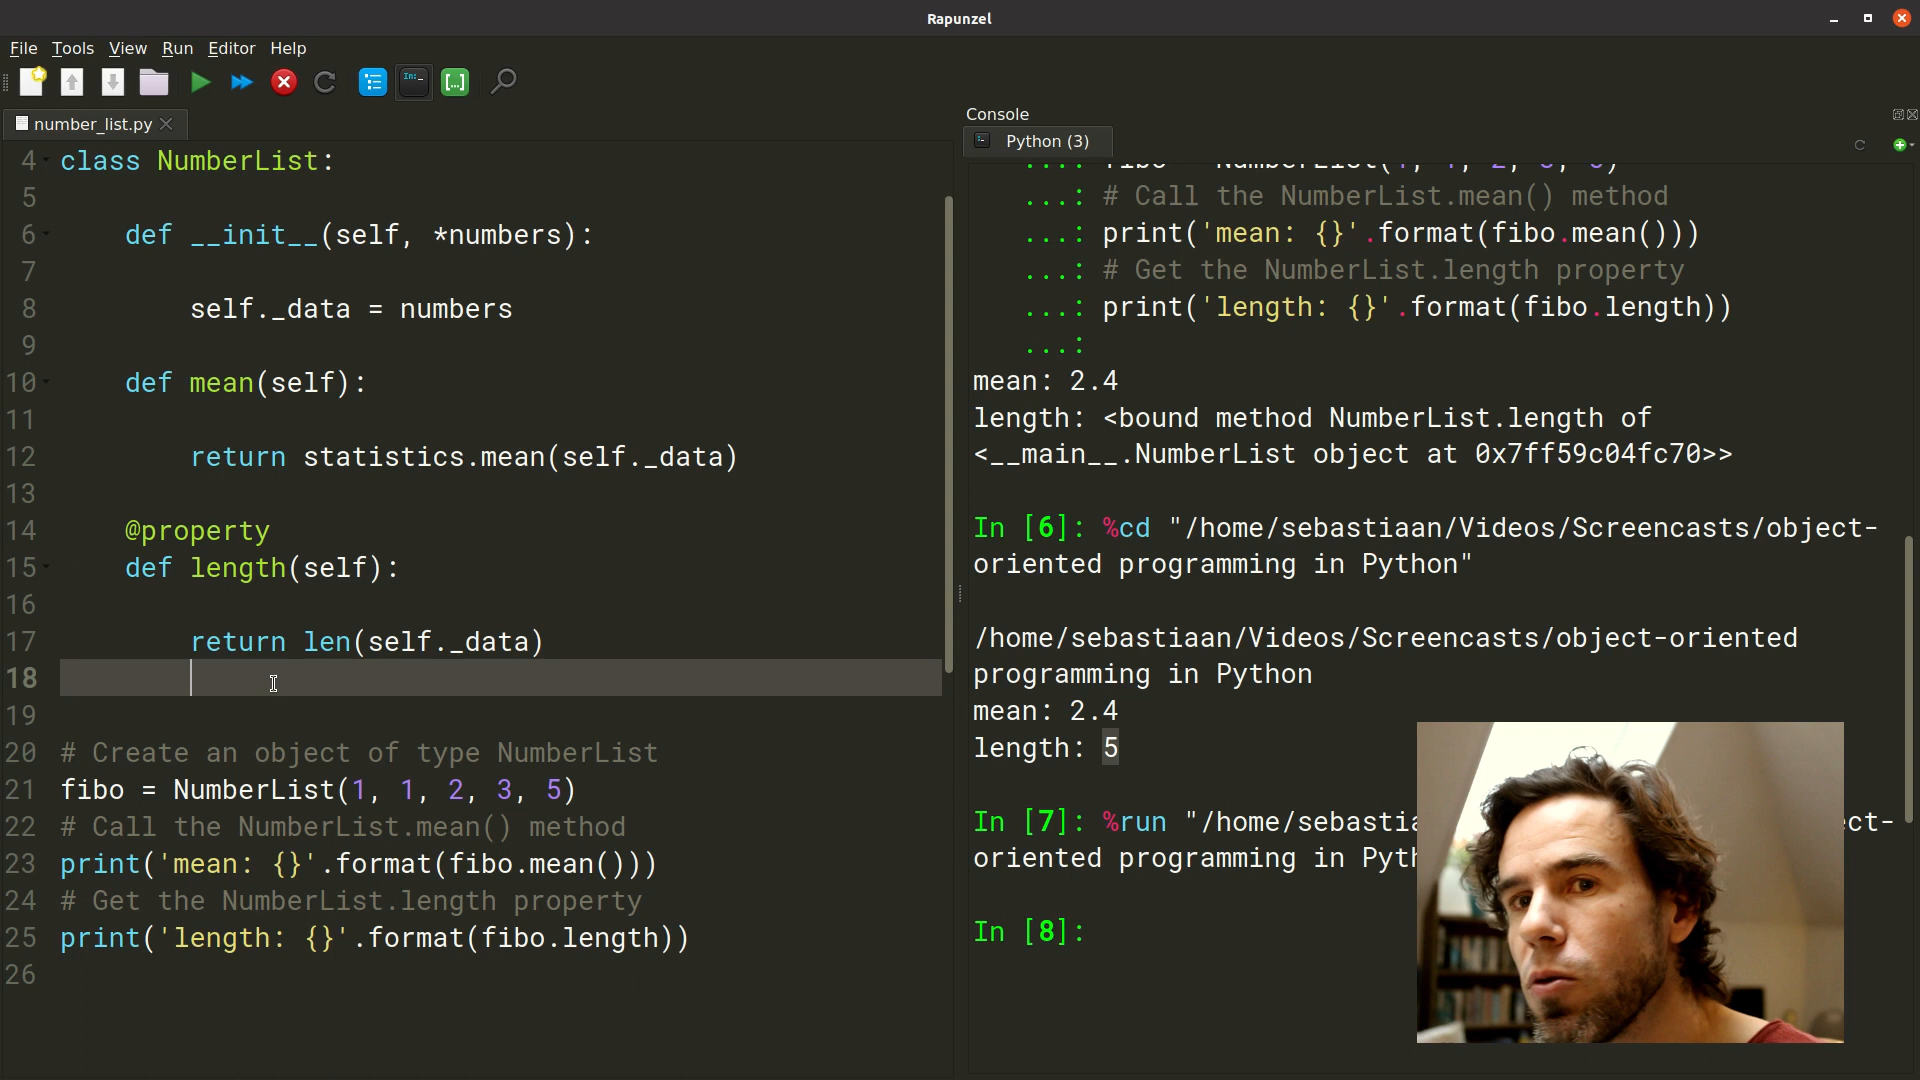 Rapunzel
File Tools View Run Editor Help
number_list.py
4 class NumberList:
5
6 def __init__(self, *numbers):
7
8 self._data = numbers
9
10 def mean(self):
11
12 return statistics.mean(self._data)
13
14 @property
15 def length(self):
16
17 return len(self._data)
18
19
20 # Create an object of type NumberList
21 fibo = NumberList(1, 1, 2, 3, 5)
22 # Call the NumberList.mean() method
23 print('mean: {}'.format(fibo.mean()))
24 # Get the NumberList.length property
25 print('length: {}'.format(fibo.length))
26
Console
Python (3)
...: # Call the NumberList.mean() method
...: print('mean: {}'.format(fibo.mean()))
...: # Get the NumberList.length property
...: print('length: {}'.format(fibo.length))
...:
mean: 2.4
length: <bound method NumberList.length of
<__main__.NumberList object at 0x7ff59c04fc70>>
In [6]: %cd "/home/sebastiaan/Videos/Screencasts/object-
oriented programming in Python"
/home/sebastiaan/Videos/Screencasts/object-oriented
programming in Python
mean: 2.4
length: 5
In [7]: %run "/home/sebastia ct-
oriented programming in Pyth
In [8]: